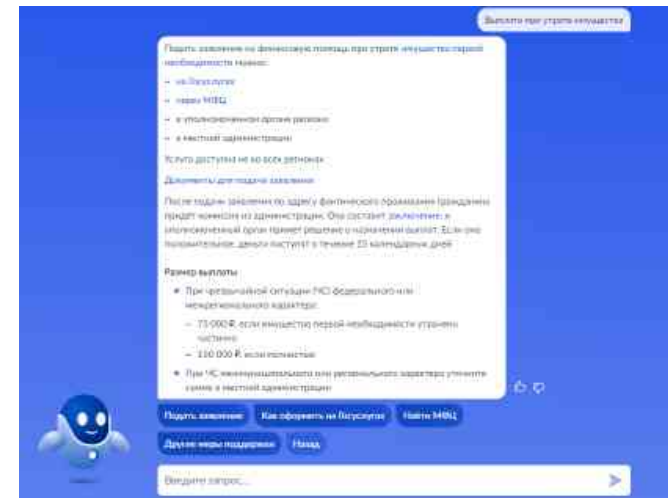 Выплата при утрате имущества
Подать заявление на финансовую помощь при утрате имущества первой
необходимости можно:
– на Госуслугах
– через МФЦ
– в уполномоченном органе региона
– в местной администрации
Услуга доступна не во всех регионах
Документы для подачи заявления
После подачи заявления по адресу фактического проживания гражданина
придёт комиссия из администрации. Она составит заключение, и
уполномоченный орган примет решение о назначении выплат. Если оно
положительное, деньги поступят в течение 25 календарных дней
Размер выплаты
• При чрезвычайной ситуации (ЧС) федерального или
межрегионального характера:
– 75 000 ₽, если имущество первой необходимости утрачено
частично
– 150 000 ₽, если полностью
• При ЧС межмуниципального или регионального характера уточните
сумму в местной администрации
Подать заявление Как оформить на Госуслугах Найти МФЦ
Другие меры поддержки Назад
Введите запрос...